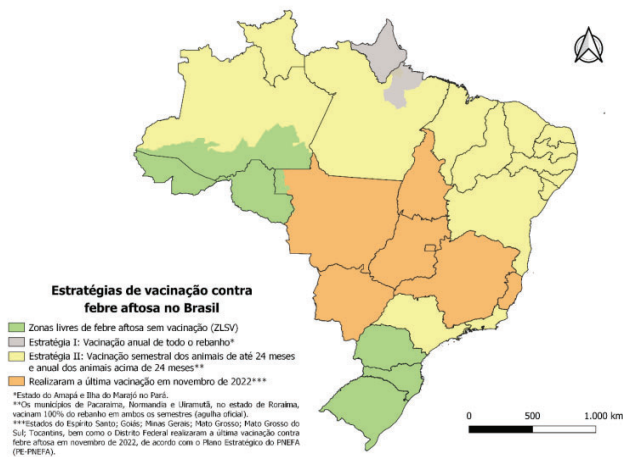 Estratégias de vacinação contra
febre aftosa no Brasil
Zonas livres de febre aftosa sem vacinação (ZLSV)
Estratégia I: Vacinação anual de todo o rebanho*
Estratégia II: Vacinação semestral dos animais de até 24 meses
e anual dos animais acima de 24 meses**
Realizaram a última vacinação em novembro de 2022***
*Estado do Amapá e Ilha do Marajó no Pará.
**Os municípios de Pacaraima, Normandia e Uiramutã, no estado de Roraima,
vacinam 100% do rebanho em ambos os semestres (agulha oficial).
***Estados do Espírito Santo; Goiás; Minas Gerais; Mato Grosso; Mato Grosso do
Sul; Tocantins, bem como o Distrito Federal realizaram a última vacinação contra
febre aftosa em novembro de 2022, de acordo com o Plano Estratégico do PNEFA
(PE-PNEFA).
0 500 1.000 km